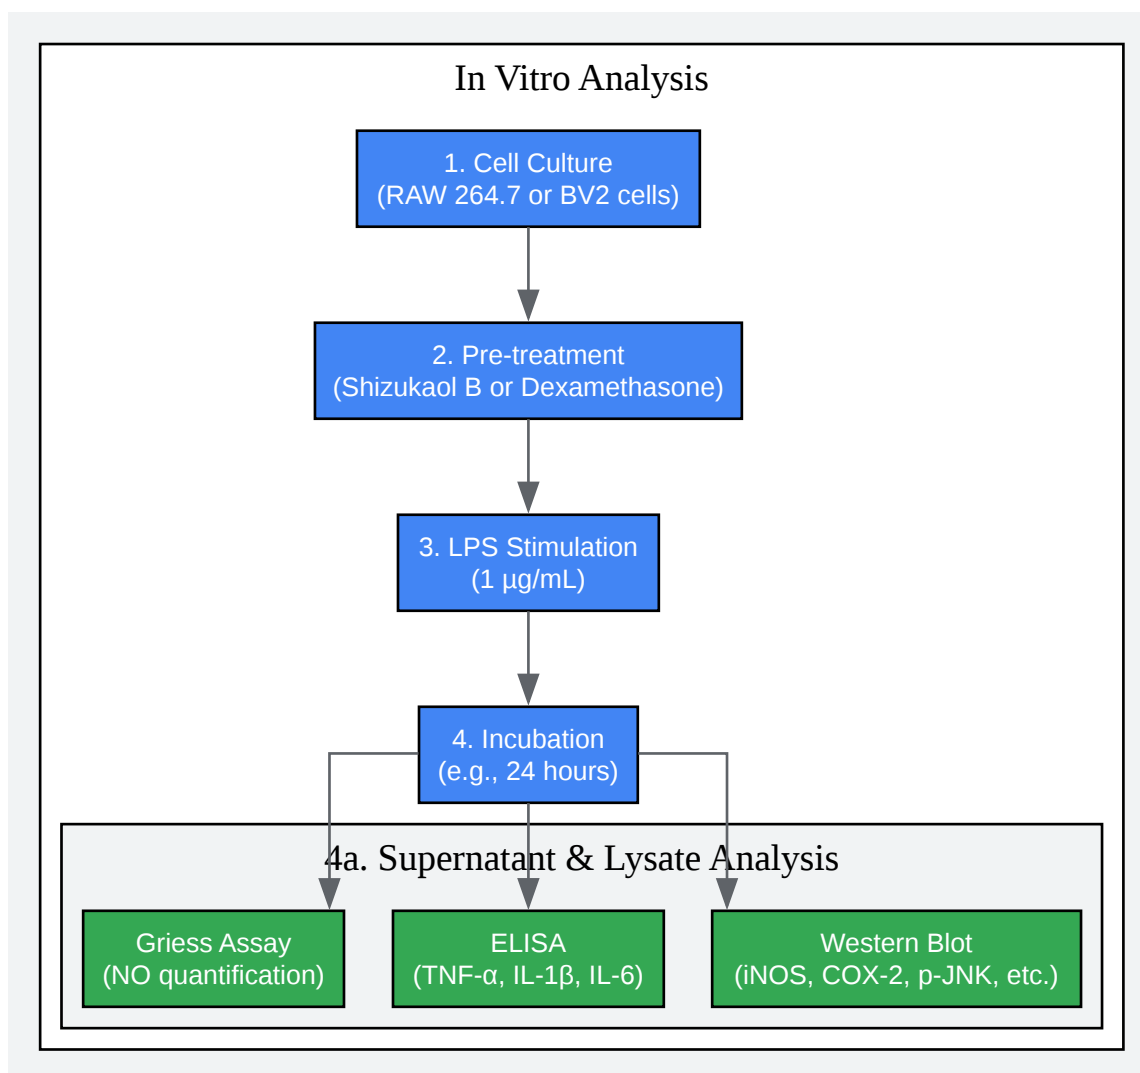 In Vitro Analysis
1. Cell Culture
(RAW 264.7 or BV2 cells)
2. Pre-treatment
(Shizukaol B or Dexamethasone)
3. LPS Stimulation
(1 µg/mL)
4. Incubation
(e.g., 24 hours)
4a. Supernatant & Lysate Analysis
Griess Assay
(NO quantification)
ELISA
(TNF-α, IL-1β, IL-6)
Western Blot
(iNOS, COX-2, p-JNK, etc.)